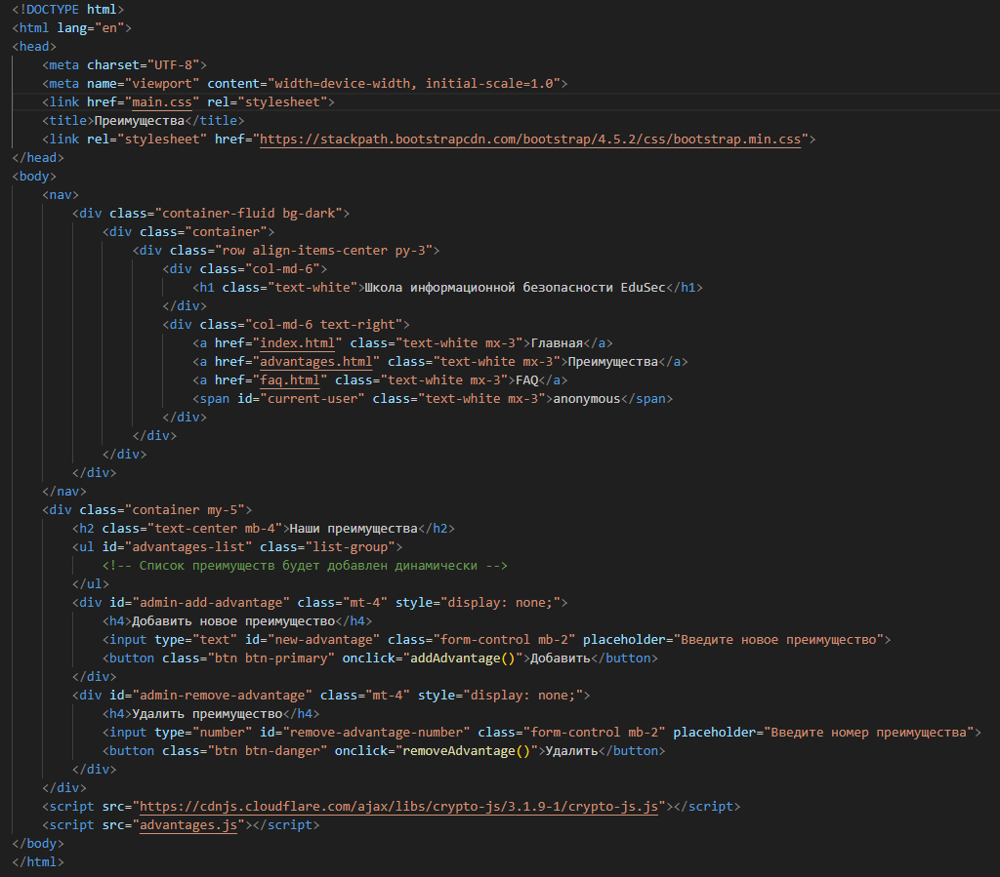 <!DOCTYPE html>
<html lang="en">
<head>
    <meta charset="UTF-8">
    <meta name="viewport" content="width=device-width, initial-scale=1.0">
    <link href="main.css" rel="stylesheet">
    <title>Преимущества</title>
    <link rel="stylesheet" href="https://stackpath.bootstrapcdn.com/bootstrap/4.5.2/css/bootstrap.min.css">
</head>
<body>
    <nav>
        <div class="container-fluid bg-dark">
            <div class="container">
                <div class="row align-items-center py-3">
                    <div class="col-md-6">
                        <h1 class="text-white">Школа информационной безопасности EduSec</h1>
                    </div>
                    <div class="col-md-6 text-right">
                        <a href="index.html" class="text-white mx-3">Главная</a>
                        <a href="advantages.html" class="text-white mx-3">Преимущества</a>
                        <a href="faq.html" class="text-white mx-3">FAQ</a>
                        <span id="current-user" class="text-white mx-3">anonymous</span>
                    </div>
                </div>
            </div>
        </div>
    </nav>
    <div class="container my-5">
        <h2 class="text-center mb-4">Наши преимущества</h2>
        <ul id="advantages-list" class="list-group">
            <!-- Список преимуществ будет добавлен динамически -->
        </ul>
        <div id="admin-add-advantage" class="mt-4" style="display: none;">
            <h4>Добавить новое преимущество</h4>
            <input type="text" id="new-advantage" class="form-control mb-2" placeholder="Введите новое преимущество">
            <button class="btn btn-primary" onclick="addAdvantage()">Добавить</button>
        </div>
        <div id="admin-remove-advantage" class="mt-4" style="display: none;">
            <h4>Удалить преимущество</h4>
            <input type="number" id="remove-advantage-number" class="form-control mb-2" placeholder="Введите номер преимущества">
            <button class="btn btn-danger" onclick="removeAdvantage()">Удалить</button>
        </div>
    </div>
    <script src="https://cdnjs.cloudflare.com/ajax/libs/crypto-js/3.1.9-1/crypto-js.js"></script>
    <script src="advantages.js"></script>
</body>
</html>